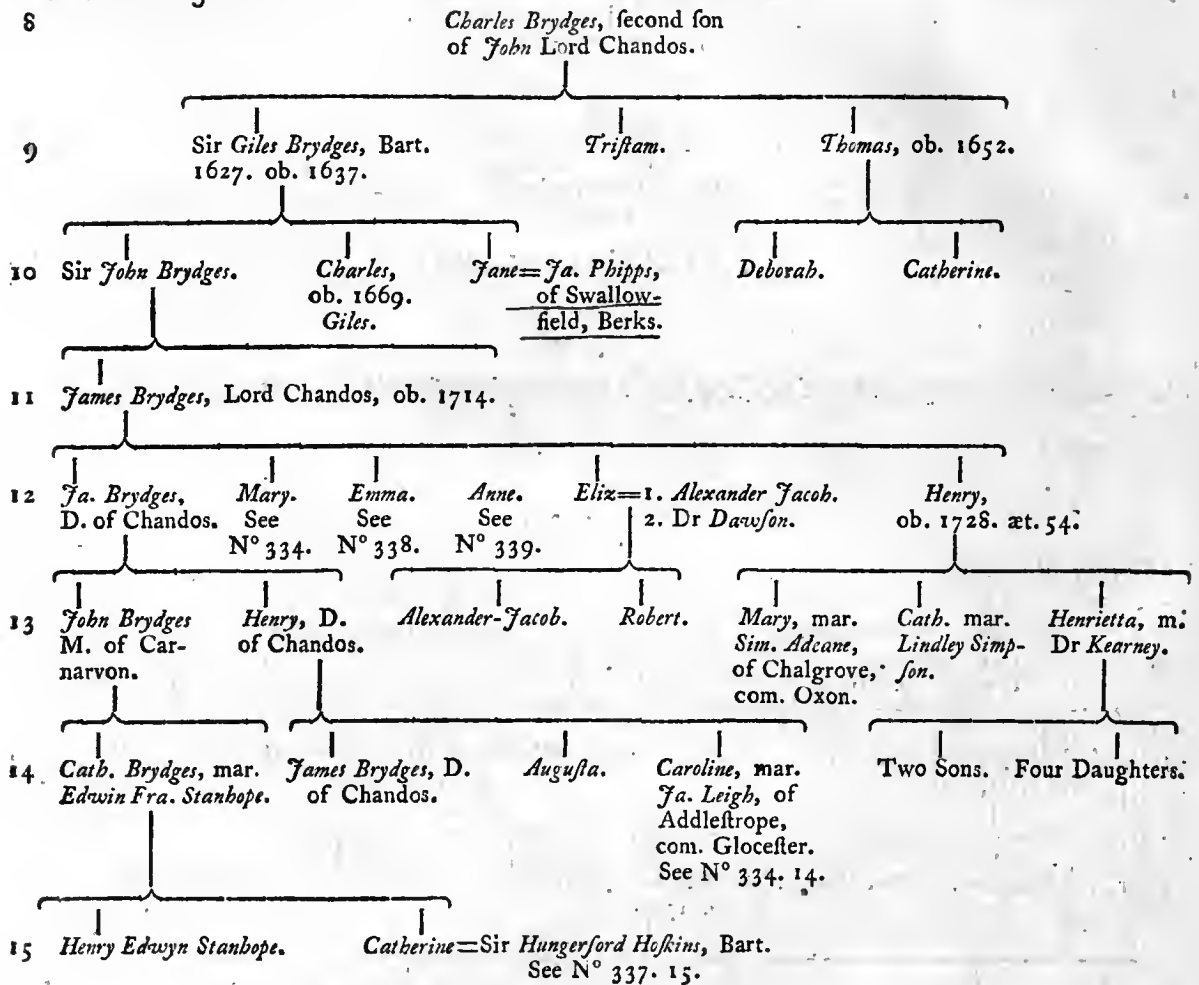 8
Charles Brydges, ſecond ſon
of John Lord Chandos.
9
Sir Giles Brydges, Bart.
1627. ob. 1637.
Triſtam.
Thomas, ob. 1652.
10
Sir John Brydges.
Charles,
ob. 1669.
Giles.
Jane=Ja. Phipps,
of Swallow-
field, Berks.
Deborah.
Catherine.
11
James Brydges, Lord Chandos, ob. 1714.
12
Ja. Brydges,
D. of Chandos.
Mary.
See
N° 334.
Emma.
See
N° 338.
Anne.
See
N° 339.
Eliz=1. Alexander Jacob.
2. Dr Dawſon.
Henry,
ob. 1728. æt. 54.
13
John Brydges
M. of Car-
narvon.
Henry, D.
of Chandos.
Alexander-Jacob.
Robert.
Mary, mar.
Sim. Adcane,
of Chalgrove,
com. Oxon.
Cath. mar.
Lindley Simp-
ſon.
Henrietta, m.
Dr Kearney.
14
Cath. Brydges, mar.
Edwin Fra. Stanhope.
James Brydges, D.
of Chandos.
Auguſta.
Caroline, mar.
Ja. Leigh, of
Addleſtrope,
com. Gloceſter.
See N° 334. 14.
Two Sons.
Four Daughters.
15
Henry Edwyn Stanhope.
Catherine=Sir Hungerford Hoſkins, Bart.
See N° 337. 15.